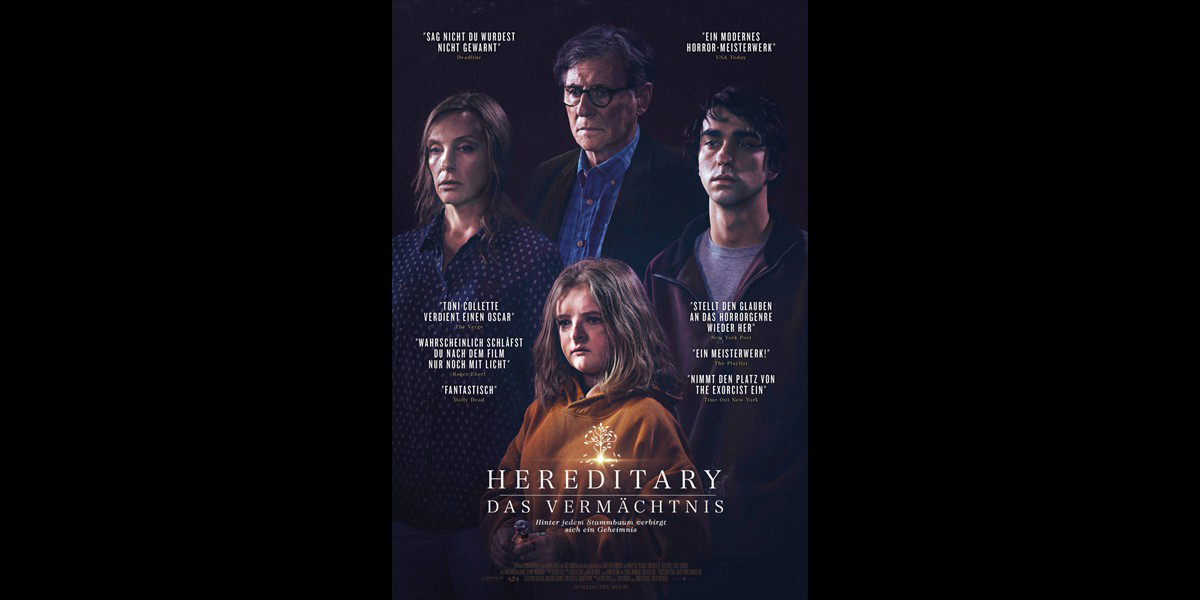 "SAG NICHT DU WURDEST
NICHT GEWARNT"
Deadline
"EIN MODERNES
HORROR-MEISTERWERK"
USA Today
"TONI COLLETTE
VERDIENT EINEN OSCAR"
The Verge
"WAHRSCHEINLICH SCHLÄFST
DU NACH DEM FILM
NUR NOCH MIT LICHT"
Roger Ebert
"FANTASTISCH"
Daily Dead
"STELLT DEN GLAUBEN
AN DAS HORRORGENRE
WIEDER HER"
New York Post
"EIN MEISTERWERK!"
The Playlist
"NIMMT DEN PLATZ VON
THE EXORCIST EIN"
Time Out New York
HEREDITARY
DAS VERMÄCHTNIS
Hinter jedem Stammbaum verbirgt
sich ein Geheimnis
A24